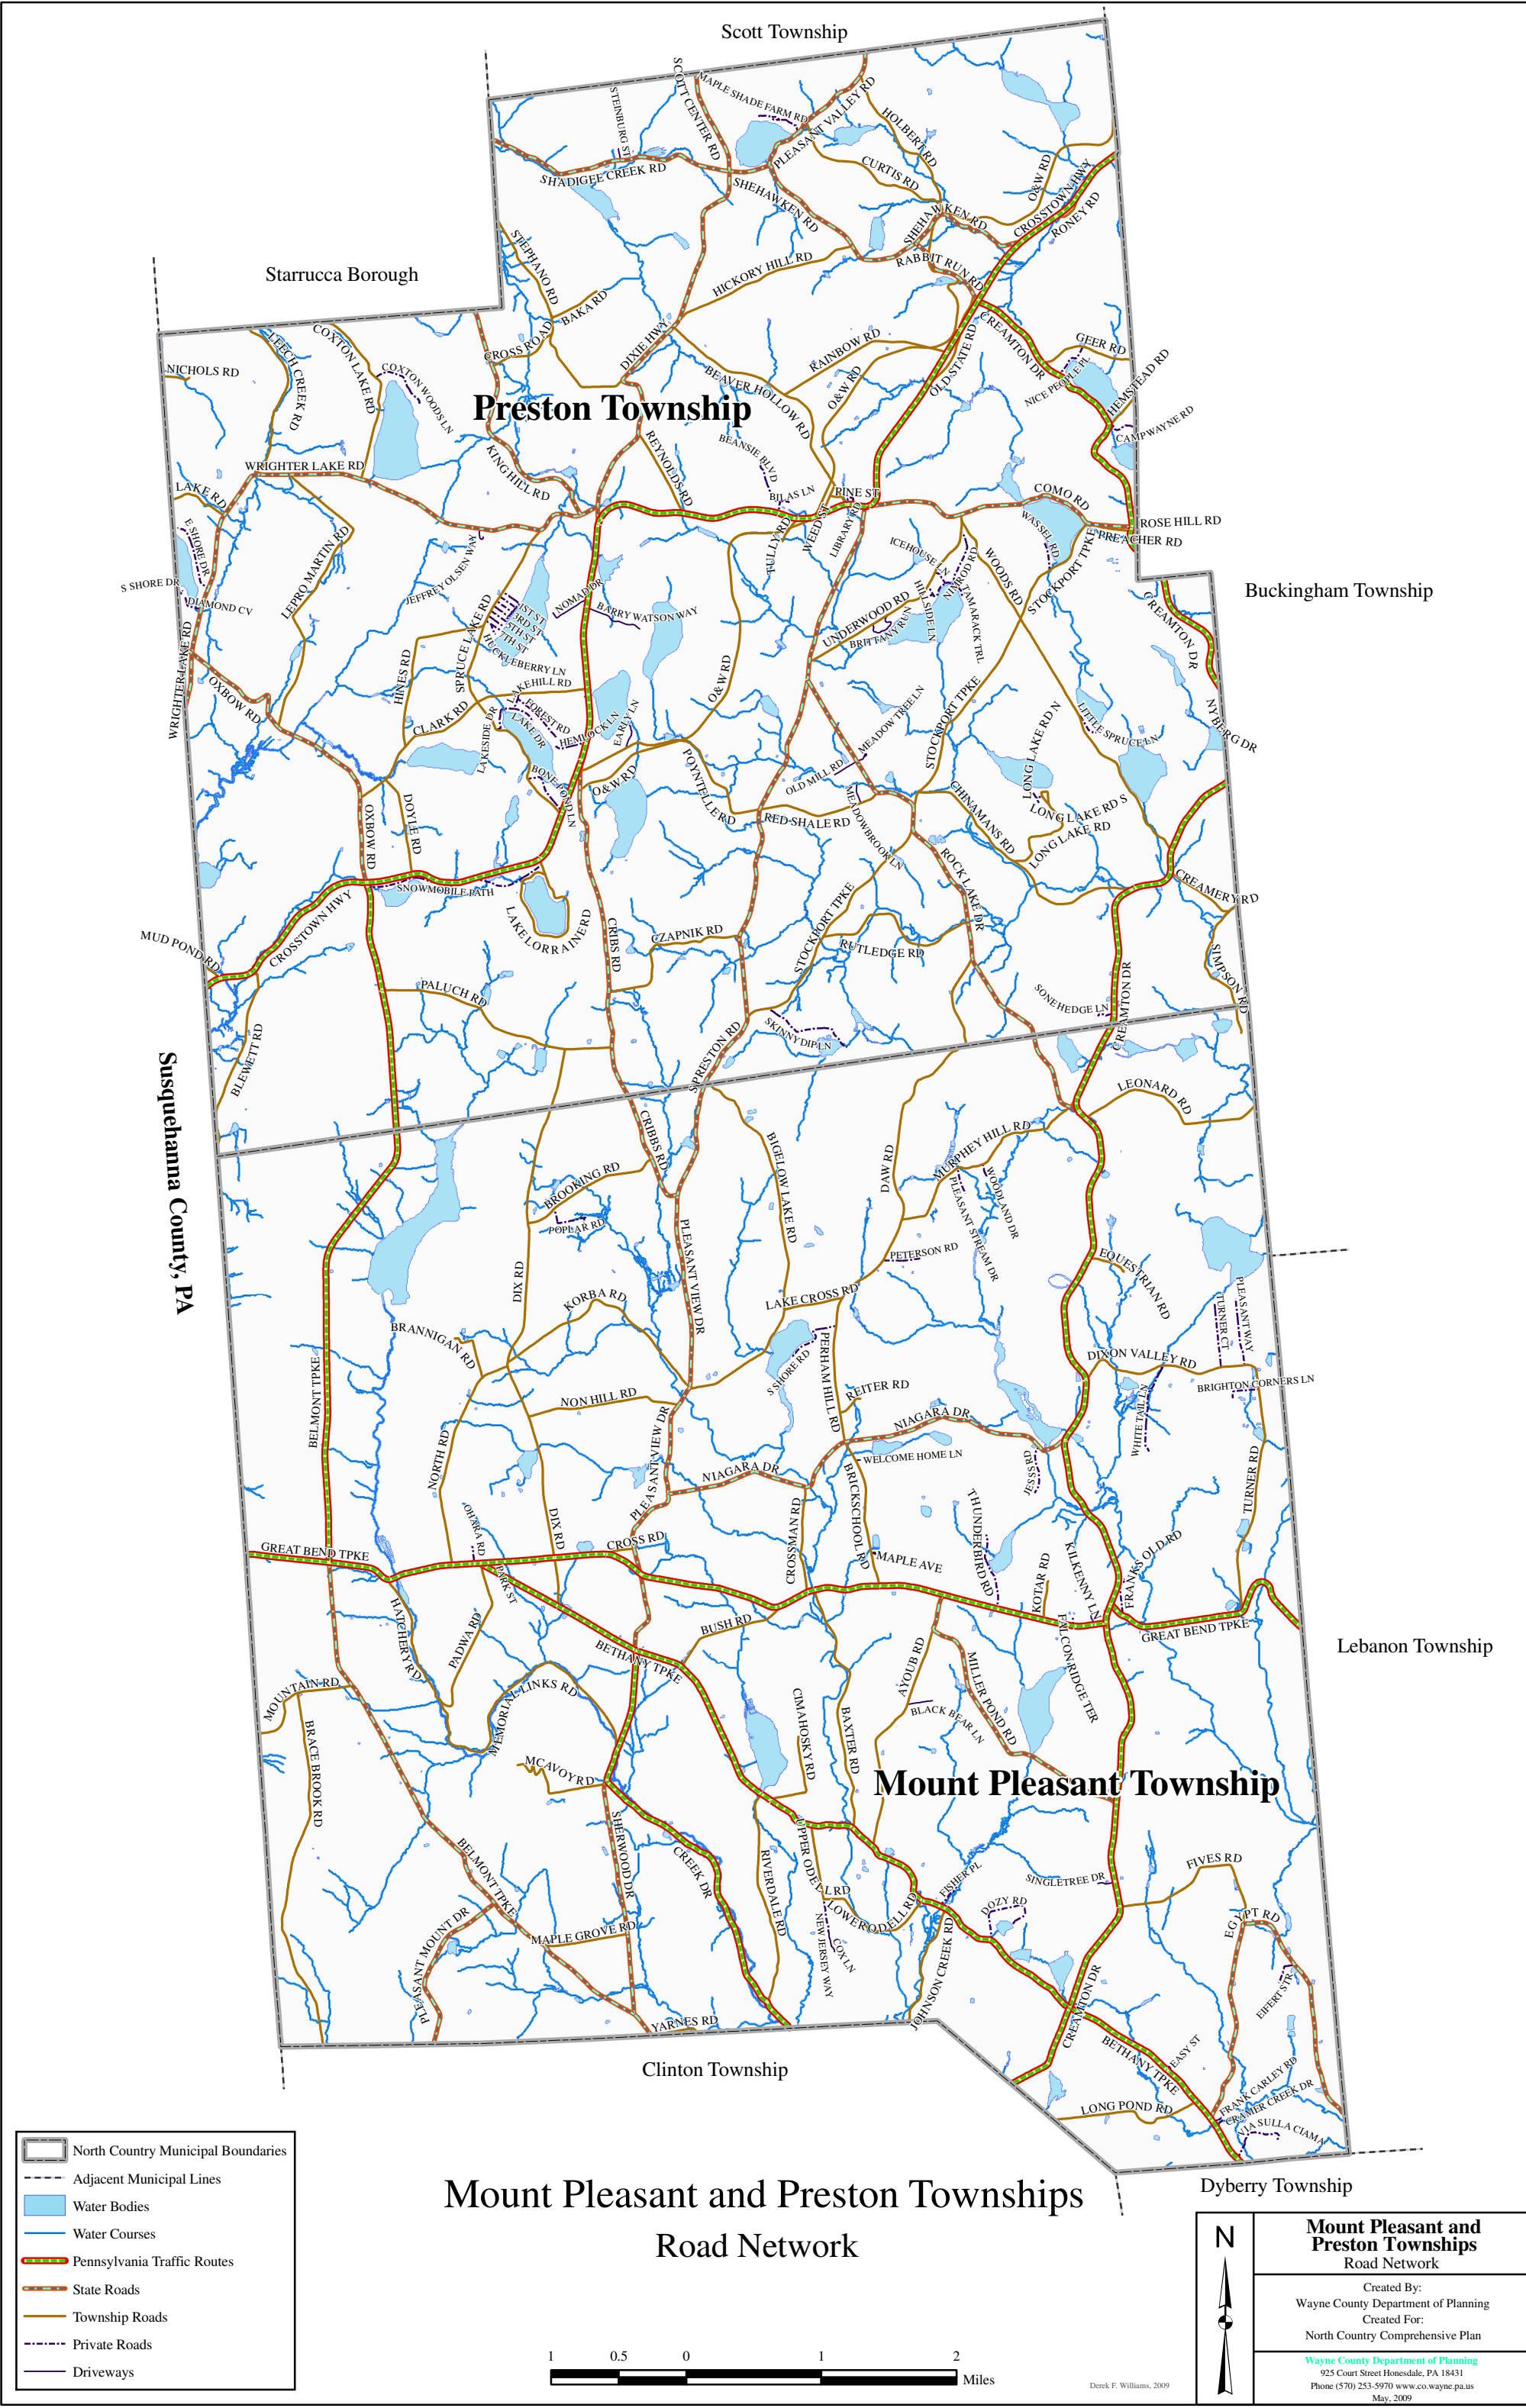 Scott Township
SCOTT CENTER RD
MAPLE SHADE FARM RD
STEINBURG ST
PLEASANT VALLEY RD
HOLBERT RD
SHADIGEE CREEK RD
CURTIS RD
O&W RD
CROSSTOWN HWY
SHEHAWKEN RD
SHEHAWKEN RD
RONEY RD
STEPHANO RD
Starrucca Borough
HICKORY HILL RD
RABBIT RUN RD
BAKA RD
CROSS ROAD
DIXIE HWY
LEECH CREEK RD
COXTON LAKE RD
CREAMTON DR
GEER RD
NICHOLS RD
COXTON WOODS LN
RAINBOW RD
OLD STATE RD
NICE PEOPLE PL
HEMSTEAD RD
BEAVER HOLLOW RD
O&W RD
Preston Township
CAMPWAYNE RD
REYNOLDS RD
BEANSIE BLVD
KING HILL RD
WRIGHTER LAKE RD
LAKE RD
BILAS LN
PINE ST
COMO RD
E SHORE DR
TULLY RD
WEED ST
LIBRARY RD
WASSEL RD
ROSE HILL RD
PREACHER RD
LEPRO MARTIN RD
JEFFREY OLSEN WAY
ICEHOUSE LN
NIMROD RD
WOODS RD
STOCKPORT TPKE
S SHORE DR
DIAMOND CV
NOMAD DR
BARRY WATSON WAY
1ST ST
3RD ST
5TH ST
7TH ST
HUCKLEBERRY LN
HILLSIDE LN
TAMARACK TRL
UNDERWOOD RD
BRITTANY RUN
Buckingham Township
CREAMTON DR
SPRUCE LAKE RD
HINES RD
WRIGHTER LAKE RD
OXBOW RD
CLARK RD
LAKE HILL RD
FOREST RD
LAKE DR
HEMLOCK LN
EARLY LN
LAKESIDE DR
O&W RD
MEADOW TREE LN
STOCKPORT TPKE
LONG LAKE RD N
LITTLE SPRUCE LN
NYBERG DR
BONE POND LN
O&W RD
POYNTELLE RD
OLD MILL RD
MEADOWBROOK LN
OXBOW RD
DOYLE RD
RED SHALE RD
CHINAMANS RD
LONG LAKE RD S
LONG LAKE RD
ROCK LAKE DR
SNOWMOBILE PATH
CROSSTOWN HWY
LAKE LORRAINE RD
CREAMERY RD
MUD POND RD
CRIBS RD
CZAPNIK RD
STOCKPORT TPKE
RUTLEDGE RD
SIMPSON RD
PALUCH RD
SONEHEDGE LN
CREAMTON DR
SKINNY DIP LN
S PRESTON RD
BLEWETT RD
Susquehanna County, PA
LEONARD RD
CRIBBS RD
BIGELOW LAKE RD
DAW RD
MURPHEY HILL RD
BROOKING RD
POPLAR RD
PLEASANT STREAM DR
WOODLAND DR
PLEASANT VIEW DR
PETERSON RD
EQUESTRIAN RD
DIX RD
KORBA RD
LAKE CROSS RD
TURNER CT
PLEASANT WAY
BRANNIGAN RD
S SHORE RD
PERHAM HILL RD
DIXON VALLEY RD
BELMONT TPKE
REITER RD
BRIGHTON CORNERS LN
NON HILL RD
NIAGARA DR
WHITE TAIL LN
NORTH RD
PLEASANT VIEW DR
NIAGARA DR
WELCOME HOME LN
JESSS RD
BRICKSCHOOL RD
TURNER RD
OHARA RD
DIX RD
CROSSMAN RD
THUNDERBIRD RD
CROSS RD
GREAT BEND TPKE
MAPLE AVE
KOTAR RD
KILKENNY LN
FRANKS OLD RD
PARK ST
HATCHERY RD
PADWA RD
BUSH RD
BETHANY TPKE
GREAT BEND TPKE
Lebanon Township
AYOUB RD
MILLER POND RD
FALCON RIDGE TER
MOUNTAIN RD
MEMORIAL LINKS RD
CIMAHOSKY RD
BAXTER RD
BLACK BEAR LN
BRACE BROOK RD
MCAVOY RD
Mount Pleasant Township
SHERWOOD DR
CREEK DR
UPPER ODELL RD
RIVERDALE RD
BELMONT TPKE
FIVES RD
SINGLETREE DR
FISHER PL
LOWER ODELL RD
DOZY RD
EGYPT RD
PLEASANT MOUNT DR
MAPLE GROVE RD
NEW JERSEY WAY
COX LN
JOHNSON CREEK RD
EIFERT STR
CREAMTON DR
YARNES RD
BETHANY TPKE
EASY ST
Clinton Township
FRANK CARLEY RD
CRAMER CREEK DR
LONG POND RD
VIA SULLA CIAMA
Dyberry Township
North Country Municipal Boundaries
Adjacent Municipal Lines
Water Bodies
Water Courses
Pennsylvania Traffic Routes
State Roads
Township Roads
Private Roads
Driveways
Mount Pleasant and Preston Townships
Road Network
1 0.5 0 1 2
Miles
Derek F. Williams, 2009
N
Mount Pleasant and
Preston Townships
Road Network
Created By:
Wayne County Department of Planning
Created For:
North Country Comprehensive Plan
Wayne County Department of Planning
925 Court Street Honesdale, PA 18431
Phone (570) 253-5970 www.co.wayne.pa.us
May, 2009